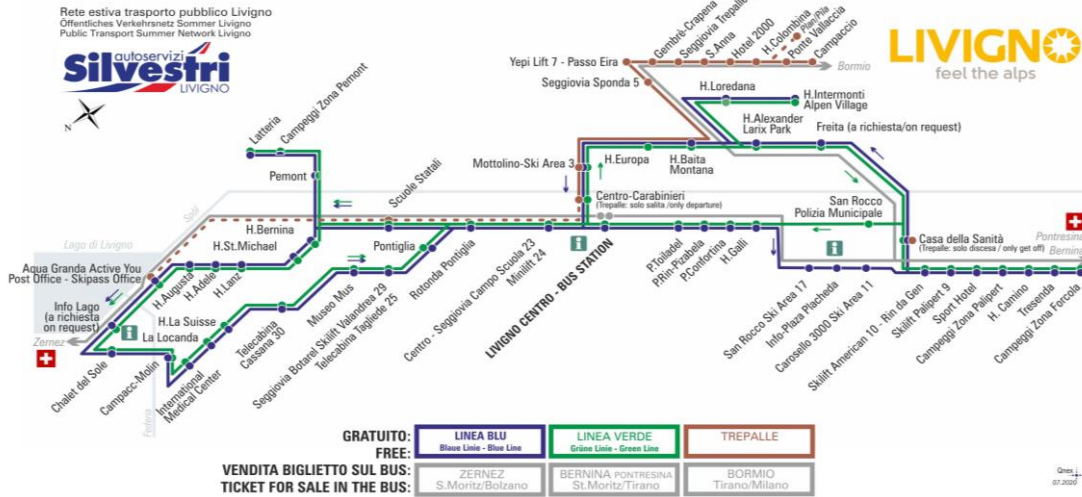 Rete estiva trasporto pubblico Livigno
Öffentliches Verkehrsnetz Sommer Livigno
Public Transport Summer Network Livigno
autoservizi
Silvestri
LIVIGNO
N
LIVIGNO
feel the alps
Gembrè-Crapena
Seggiovia Trepalle
S.Anna
Hotel 2000
H.Colombina
Plan/Pila
Ponte Vallaccia
Campaccio
Yepi Lift 7 - Passo Eira
Bormio
Seggiovia Sponda 5
H.Loredana
H.Intermonti
Alpen Village
H.Alexander
Larix Park
Freita (a richiesta/on request)
Latteria
Campeggi Zona Pemont
Pemont
Mottolino-Ski Area 3
H.Europa
H.Baita
Montana
Scuole Statali
Centro-Carabinieri
(Trepalle: solo salita /only departure)
San Rocco
Polizia Municipale
Spöl
H.Bernina
H.St.Michael
Pontiglia
Casa della Sanità
(Trepalle: solo discesa / only get off)
Pontresina
Bernina
Lago di Livigno
Aqua Granda Active You
Post Office - Skipass Office
H.Augusta
H.Adele
H.Lanz
Info Lago
(a richiesta
on request)
Zernez
Chalet del Sole
Campacc-Molin
Federia
H.La Suisse
La Locanda
International
Medical Center
Telecabina
Cassana 30
Museo Mus
Seggiovia Botarel Skilift Valandrea 29
Telecabina Tagliede 25
Rotonda Pontiglia
Centro - Seggiovia Campo Scuola 23
Minilift 24
LIVIGNO CENTRO - BUS STATION
P.Toiladel
P.Rin-Pizabela
P.Confortina
H.Galli
San Rocco Ski Area 17
Info Plaza Placheda
Carosello 3000 Ski Area 11
Skilift American 10 - Rin da Gen
Skilift Palipert 9
Sport Hotel
Campeggi Zona Palipert
H. Camino
Tresenda
Campeggi Zona Forcola
GRATUITO:
FREE:
LINEA BLU
Blaue Linie - Blue Line
LINEA VERDE
Grüne Linie - Green Line
TREPALLE
VENDITA BIGLIETTO SUL BUS:
TICKET FOR SALE IN THE BUS:
ZERNEZ
S.Moritz/Bolzano
BERNINA PONTRESINA
St.Moritz/Tirano
BORMIO
Tirano/Milano
Qnex
07.2020